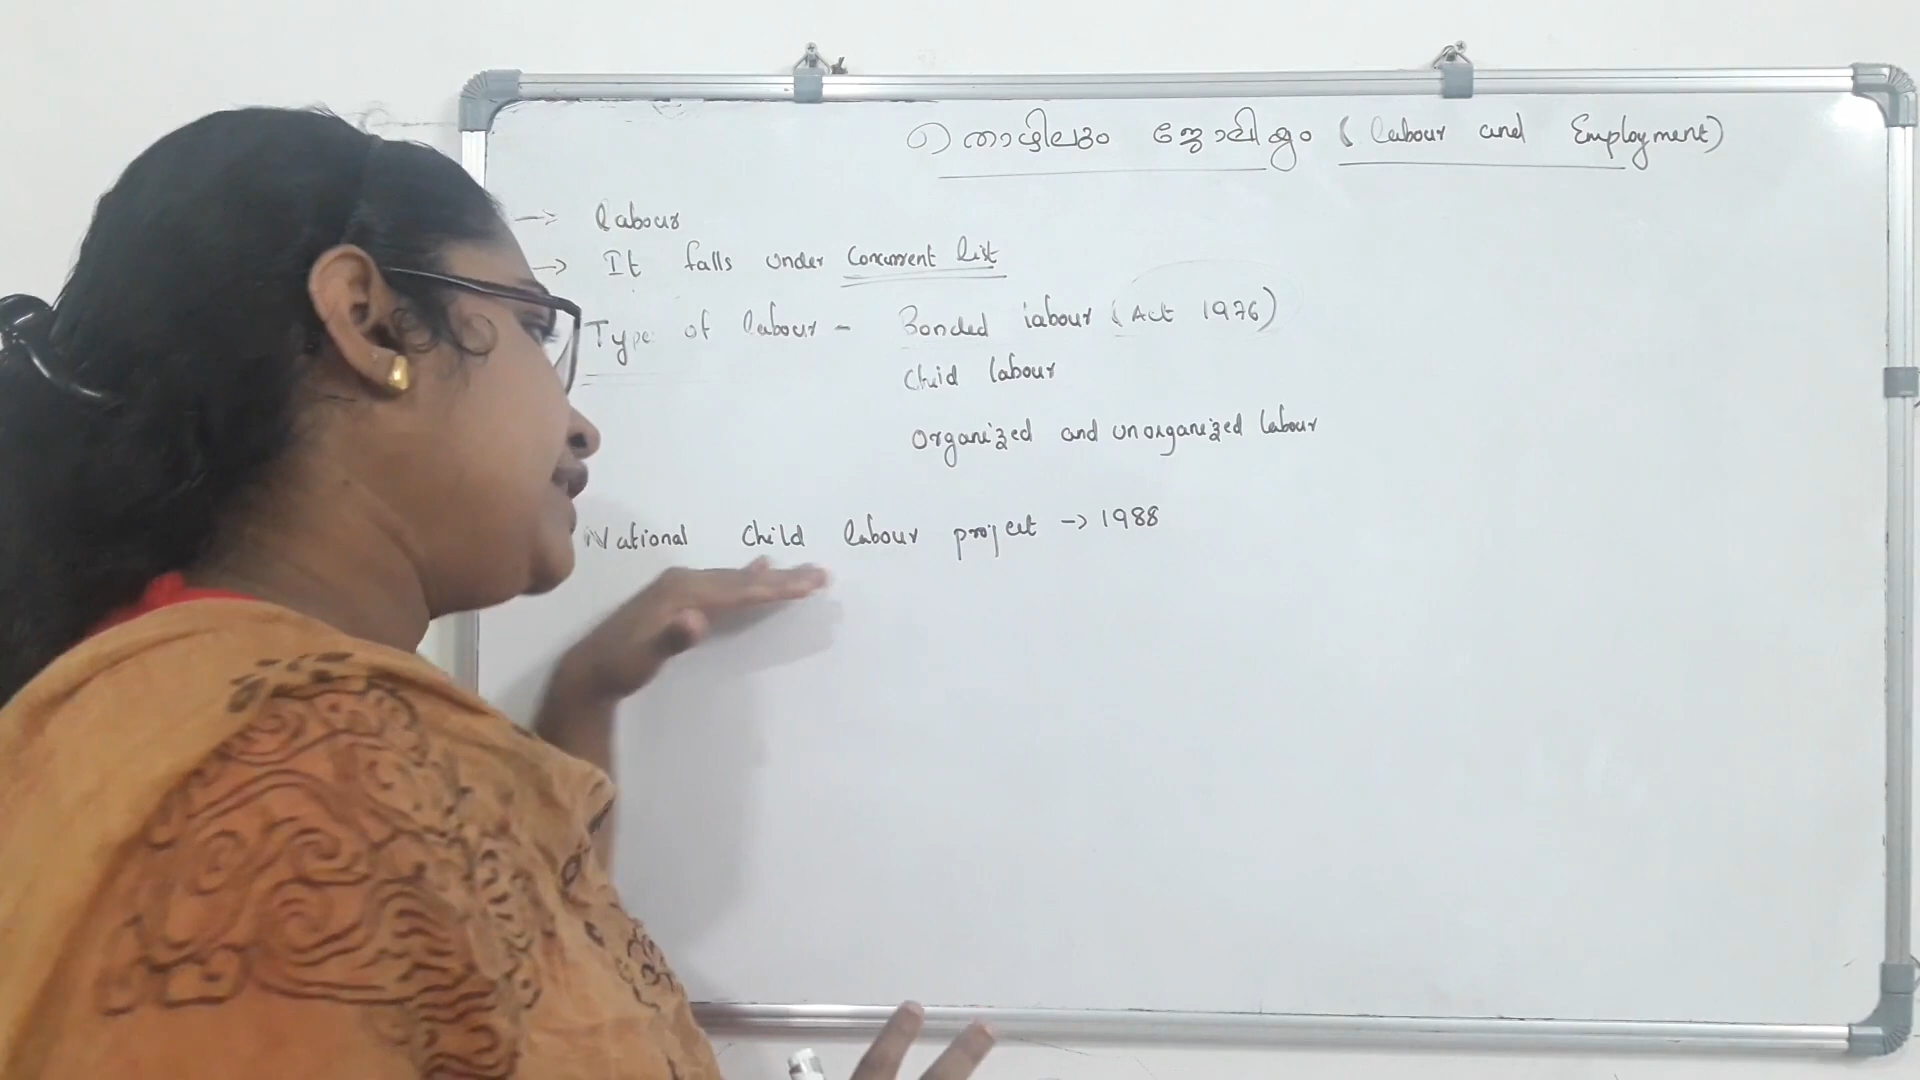 തൊഴിലും ജോലിയും (Labour and Employment)
→ Labour
→ It falls under Concurrent list
Type of labour - Bonded labour (Act 1976)
Child labour
Organized and unorganized labour
National Child labour project → 1988